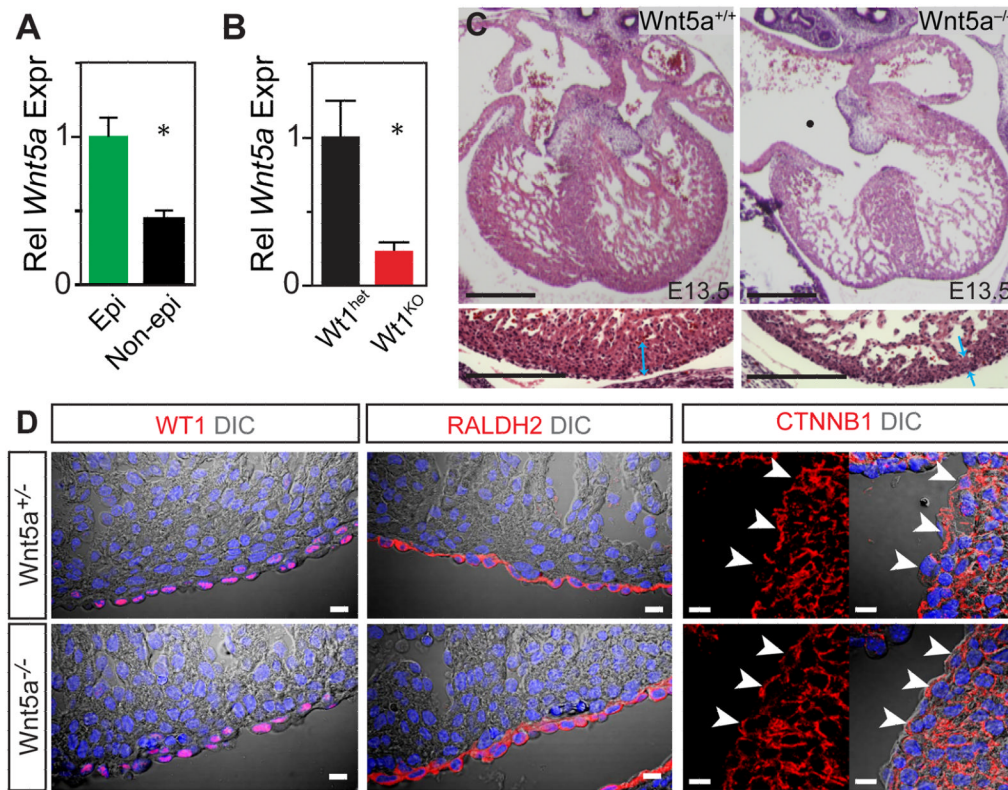 A
Rel Wnt5a Expr
1
0
*
Epi
Non-epi
B
Rel Wnt5a Expr
1
0
*
Wt1het
Wt1KO
C
Wnt5a+/+
E13.5
Wnt5a–/–
E13.5
D
WT1 DIC
RALDH2 DIC
CTNNB1 DIC
Wnt5a+/-
Wnt5a-/-